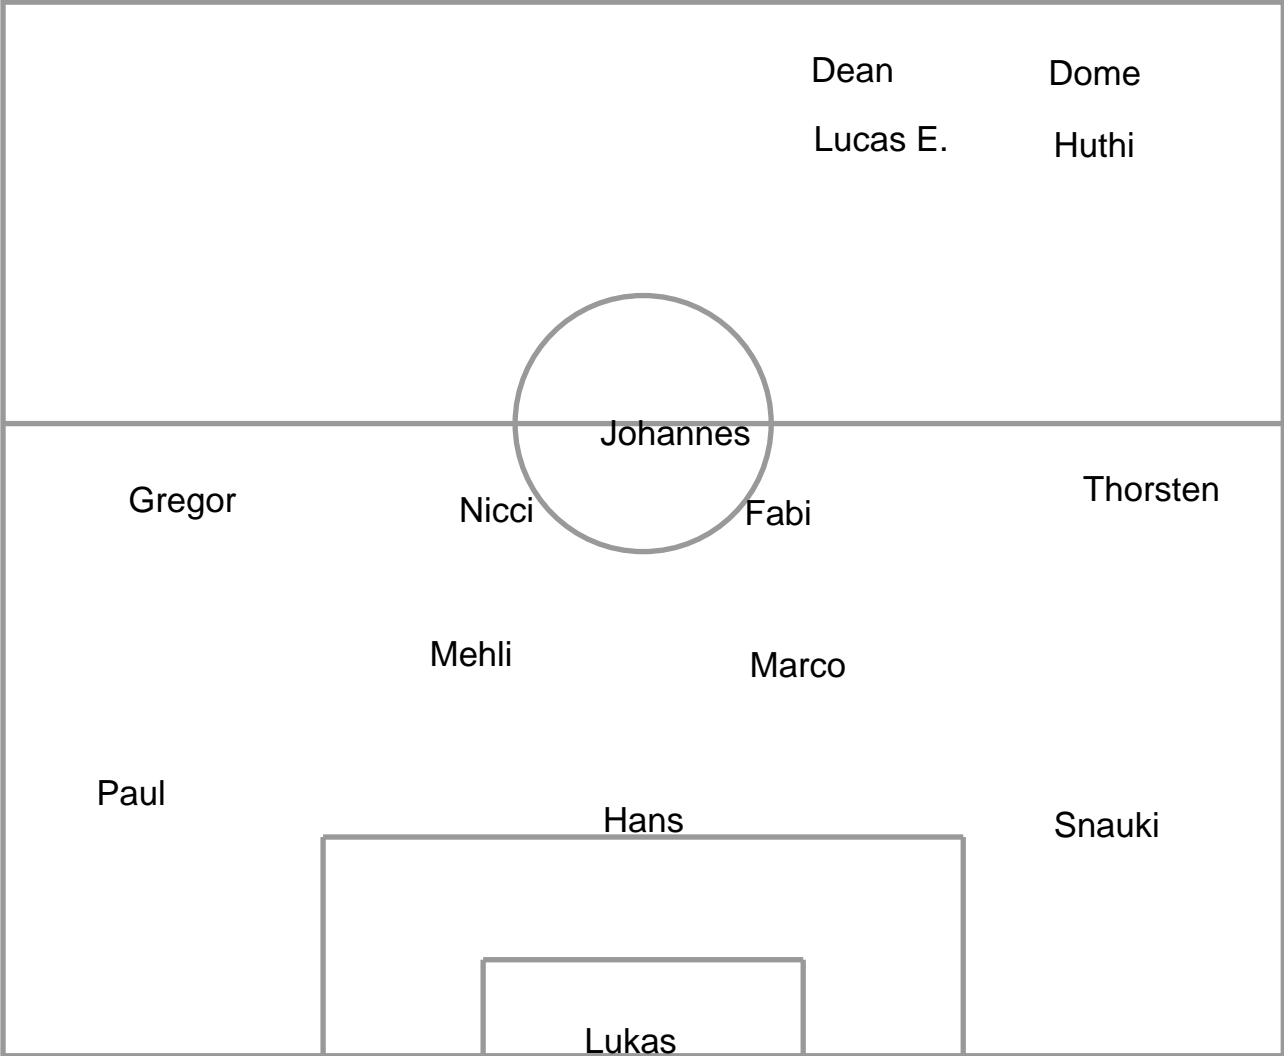 Dean
Dome
Lucas E.
Huthi
Johannes
Gregor
Nicci
Fabi
Thorsten
Mehli
Marco
Paul
Hans
Snauki
Lukas